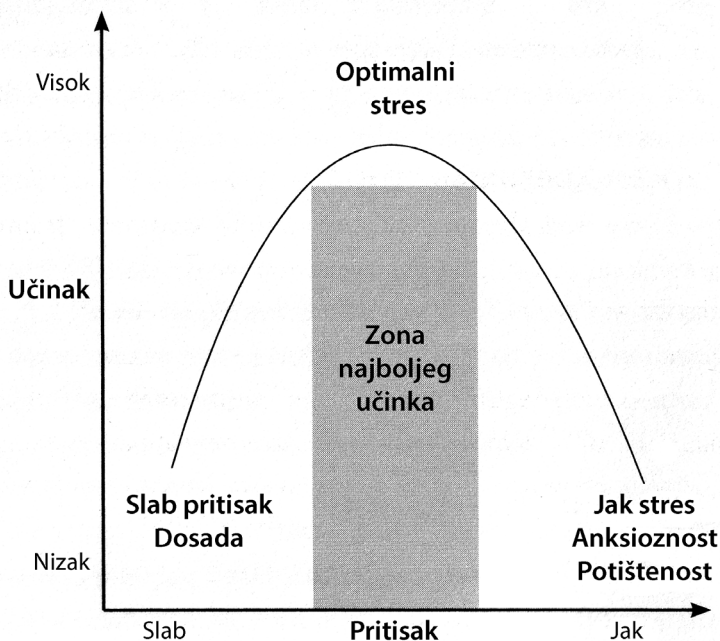 Visok
Optimalni
stres
Učinak
Zona
najboljeg
učinka
Slab pritisak
Dosada
Jak stres
Anksioznost
Potištenost
Nizak
Slab
Pritisak
Jak